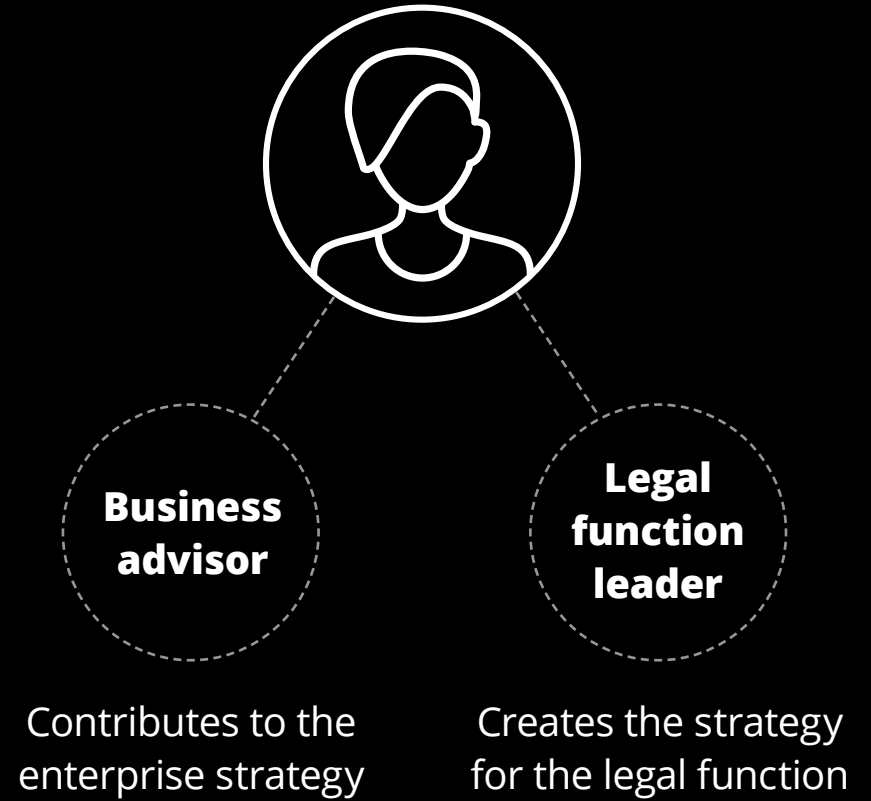 Business
advisor
Legal
function
leader
Contributes to the
enterprise strategy
Creates the strategy
for the legal function